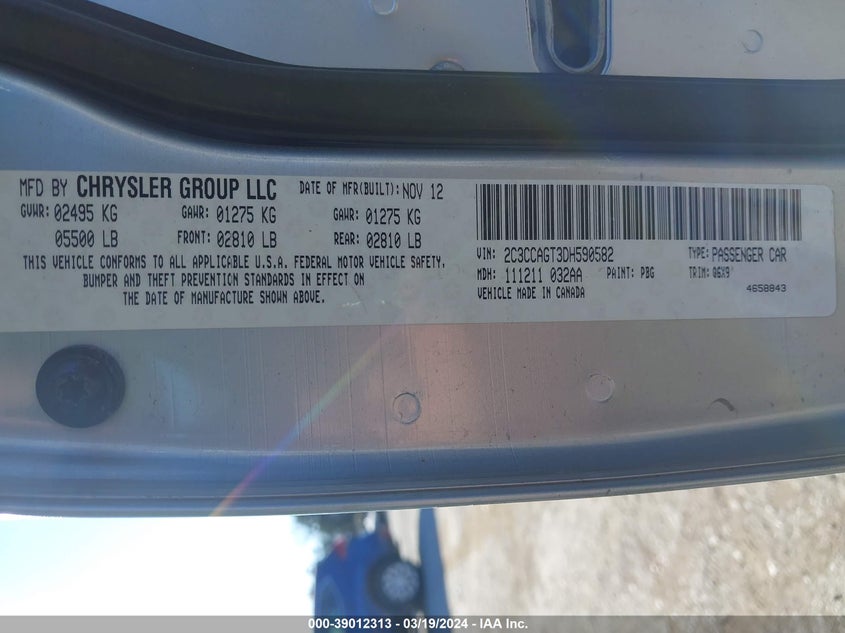 MFD BY CHRYSLER GROUP LLC DATE OF MFR(BUILT): NOV 12
GVWR: 02495 KG GAWR: 01275 KG GAWR: 01275 KG
05500 LB FRONT: 02810 LB REAR: 02810 LB
THIS VEHICLE CONFORMS TO ALL APPLICABLE U.S.A. FEDERAL MOTOR VEHICLE SAFETY,
BUMPER AND THEFT PREVENTION STANDARDS IN EFFECT ON
THE DATE OF MANUFACTURE SHOWN ABOVE.
VIN: 2C3CCAGT3DH590582 TYPE: PASSENGER CAR
MDH: 111211 032AA PAINT: PBG TRIM: Q6X9
VEHICLE MADE IN CANADA 4658843
000-39012313 - 03/19/2024 - IAA Inc.